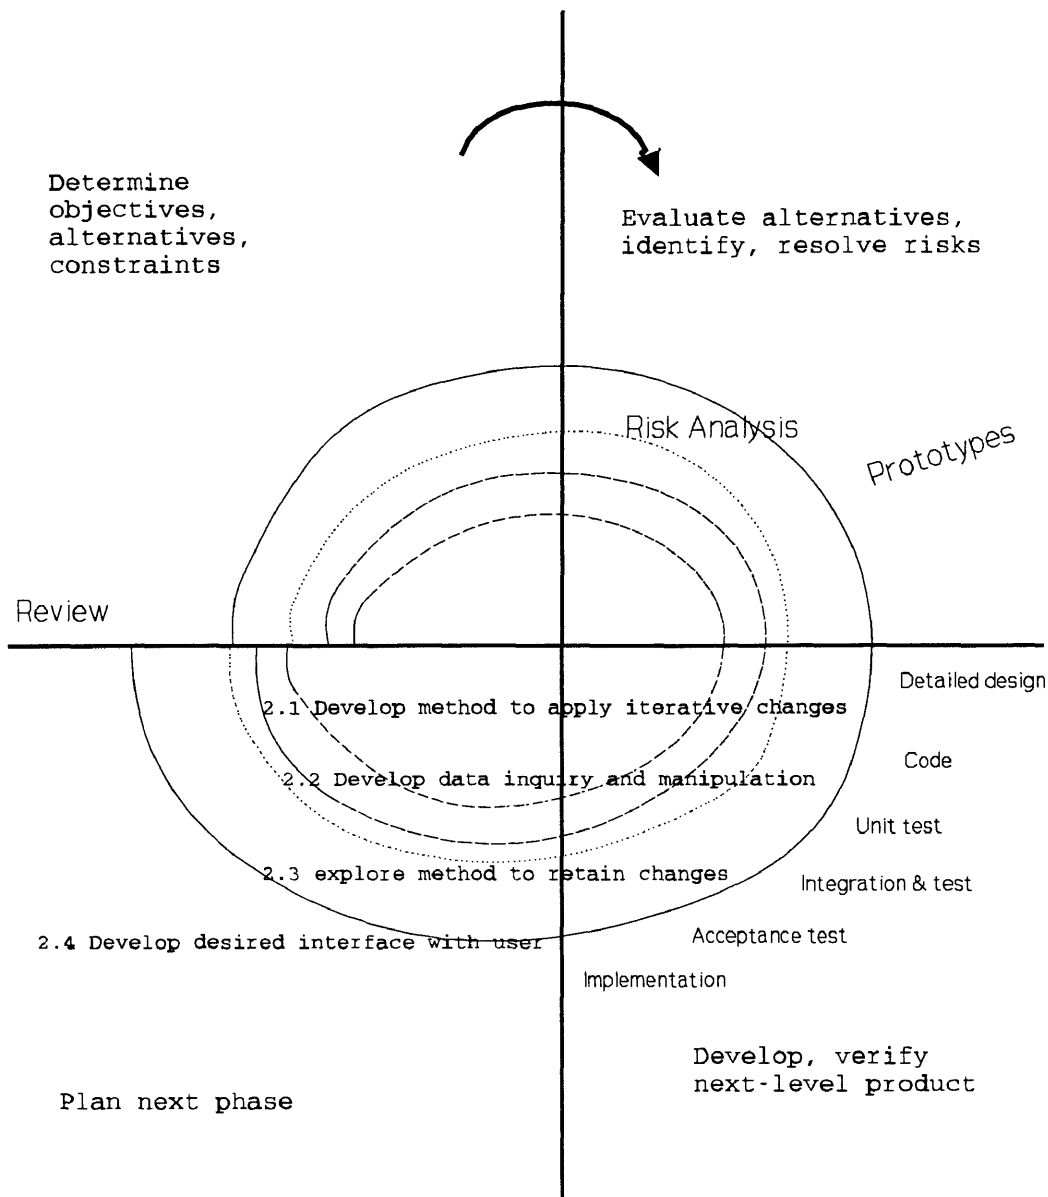 Determine
objectives,
alternatives,
constraints
Evaluate alternatives,
identify, resolve risks
Risk Analysis
Prototypes
Review
Detailed design
2.1 Develop method to apply iterative changes
Code
2.2 Develop data inquiry and manipulation
Unit test
2.3 explore method to retain changes
Integration & test
2.4 Develop desired interface with user
Acceptance test
Implementation
Develop, verify
next-level product
Plan next phase